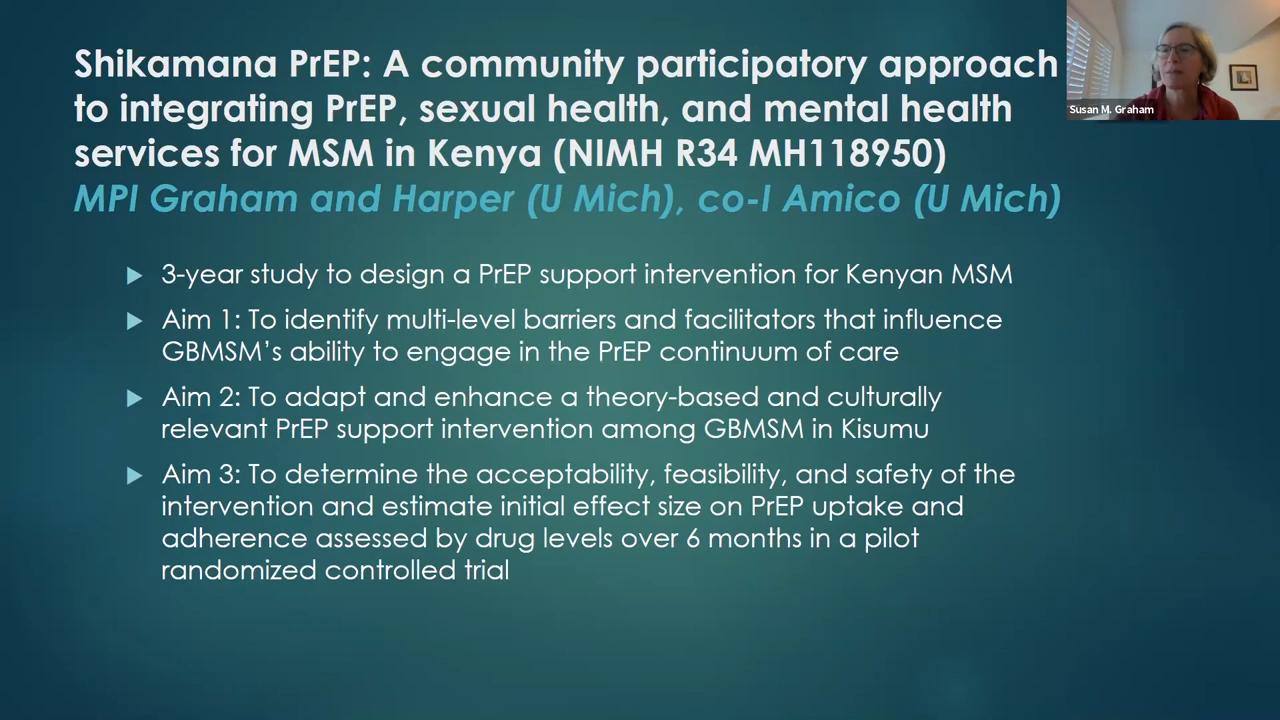 Shikamana PrEP: A community participatory approach
to integrating PrEP, sexual health, and mental health
services for MSM in Kenya (NIMH R34 MH118950)
MPI Graham and Harper (U Mich), co-I Amico (U Mich)
3-year study to design a PrEP support intervention for Kenyan MSM
Aim 1: To identify multi-level barriers and facilitators that influence
GBMSM’s ability to engage in the PrEP continuum of care
Aim 2: To adapt and enhance a theory-based and culturally
relevant PrEP support intervention among GBMSM in Kisumu
Aim 3: To determine the acceptability, feasibility, and safety of the
intervention and estimate initial effect size on PrEP uptake and
adherence assessed by drug levels over 6 months in a pilot
randomized controlled trial
Susan M. Graham